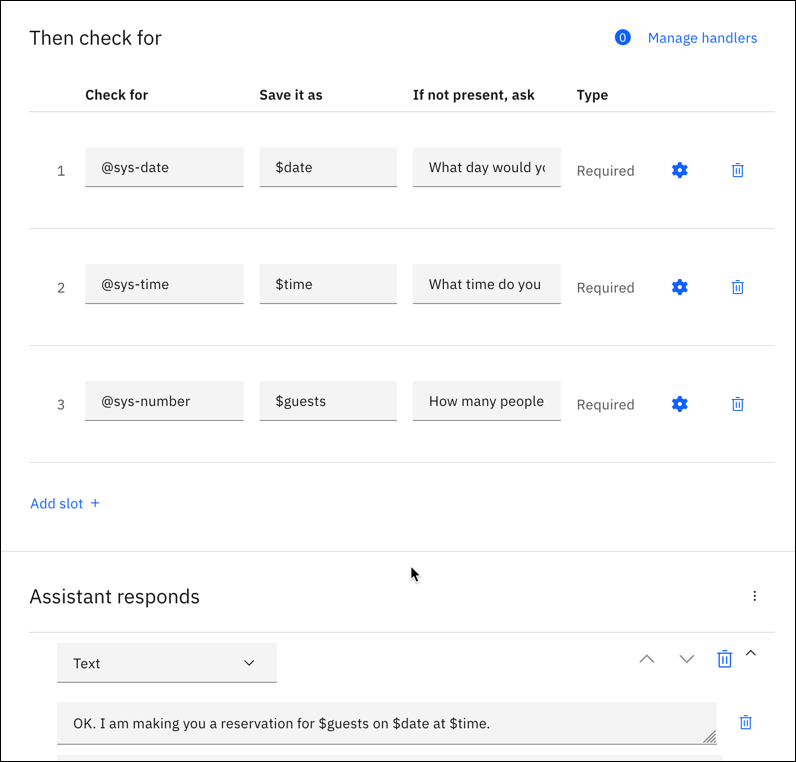 Then check for
0 Manage handlers
Check for Save it as If not present, ask Type
1 @sys-date $date What day would Required
2 @sys-time $time What time do you Required
3 @sys-number $guests How many people Required
Add slot +
Assistant responds
Text
OK. I am making you a reservation for $guests on $date at $time.